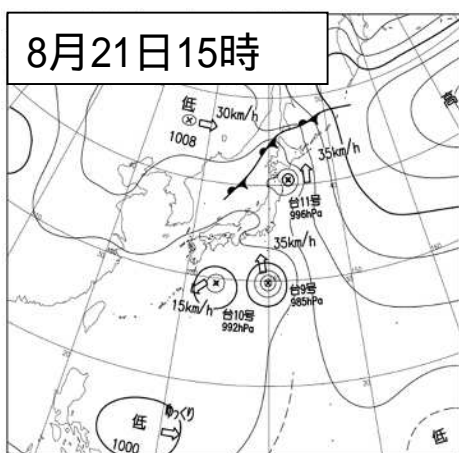 8月21日15時
低
30km/h
1008
高
35km/h
台11号
996hPa
35km/h
15km/h
台10号
992hPa
台9号
985hPa
ゆっくり
低
1000
低